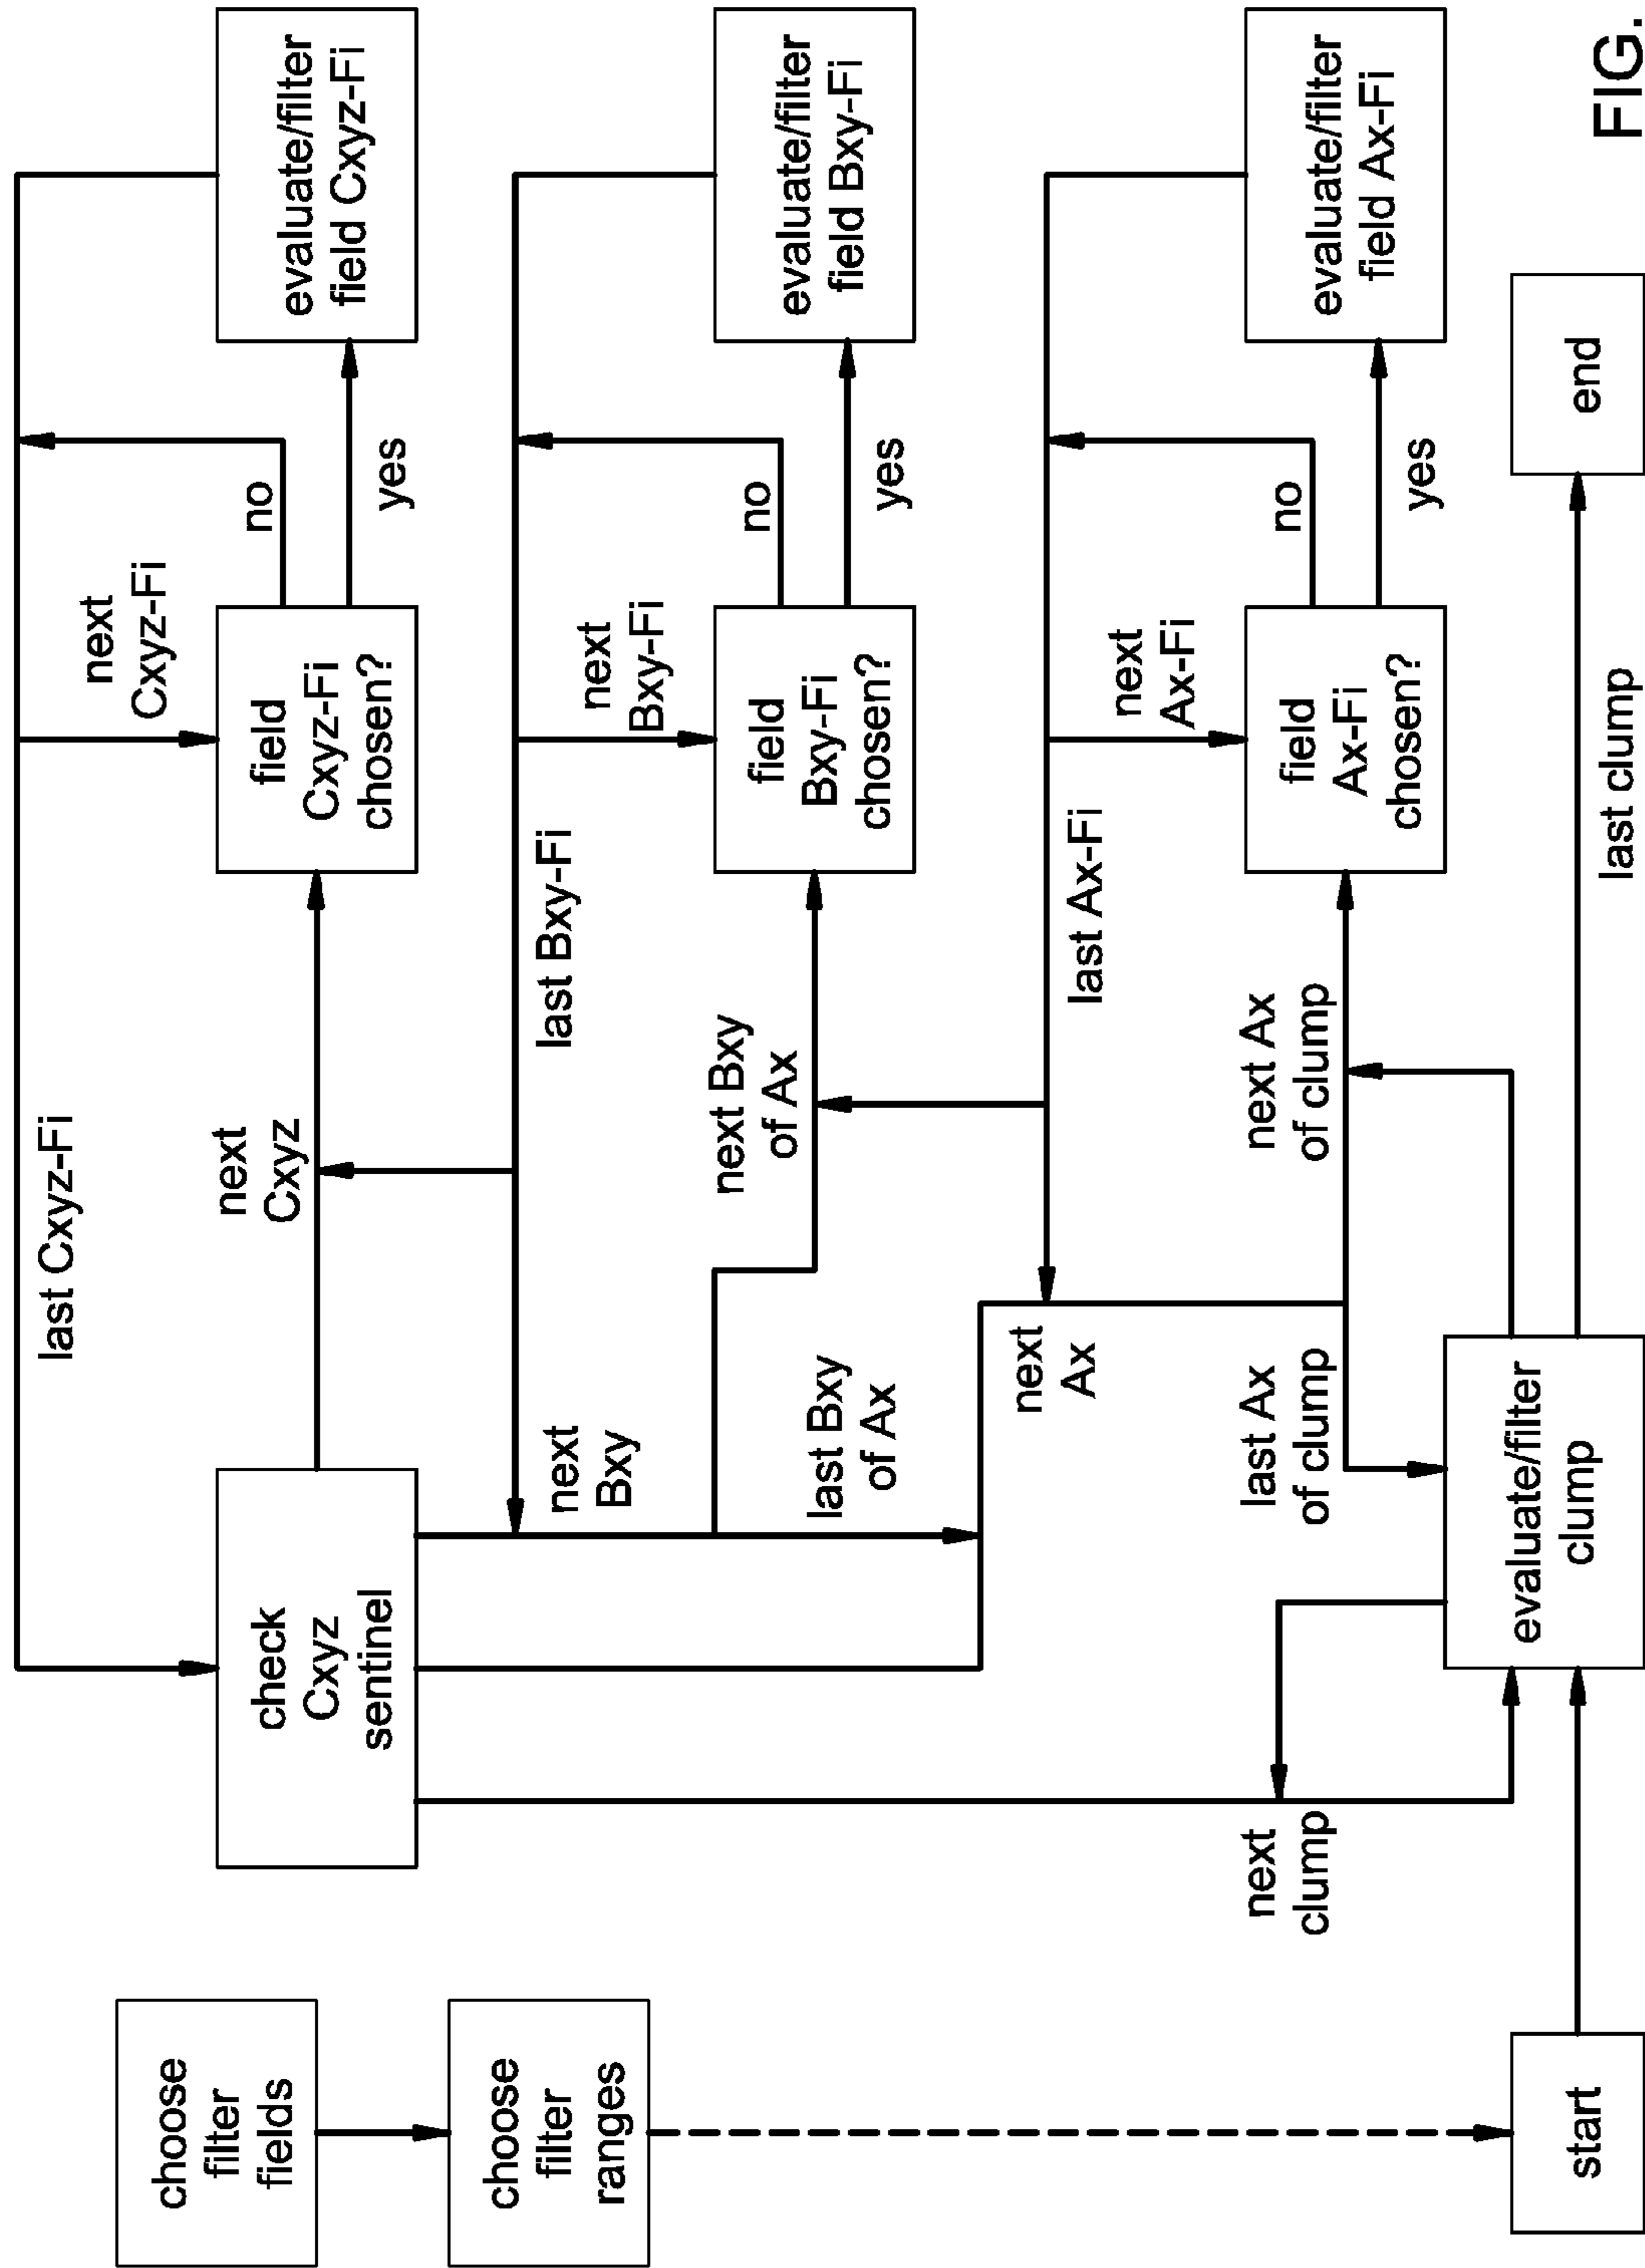 choose
filter
fields
choose
filter
ranges
start
check
Cxyz
sentinel
last Cxyz-Fi
next
Cxyz
next
Cxyz-Fi
field
Cxyz-Fi
chosen?
no
yes
evaluate/filter
field Cxyz-Fi
next
Bxy
last Bxy-Fi
next
Bxy-Fi
field
Bxy-Fi
chosen?
no
yes
evaluate/filter
field Bxy-Fi
last Bxy
of Ax
next Bxy
of Ax
next
Ax
last Ax-Fi
next
Ax-Fi
field
Ax-Fi
chosen?
no
yes
evaluate/filter
field Ax-Fi
next
clump
last Ax
of clump
next Ax
of clump
evaluate/filter
clump
last clump
end
FIG.